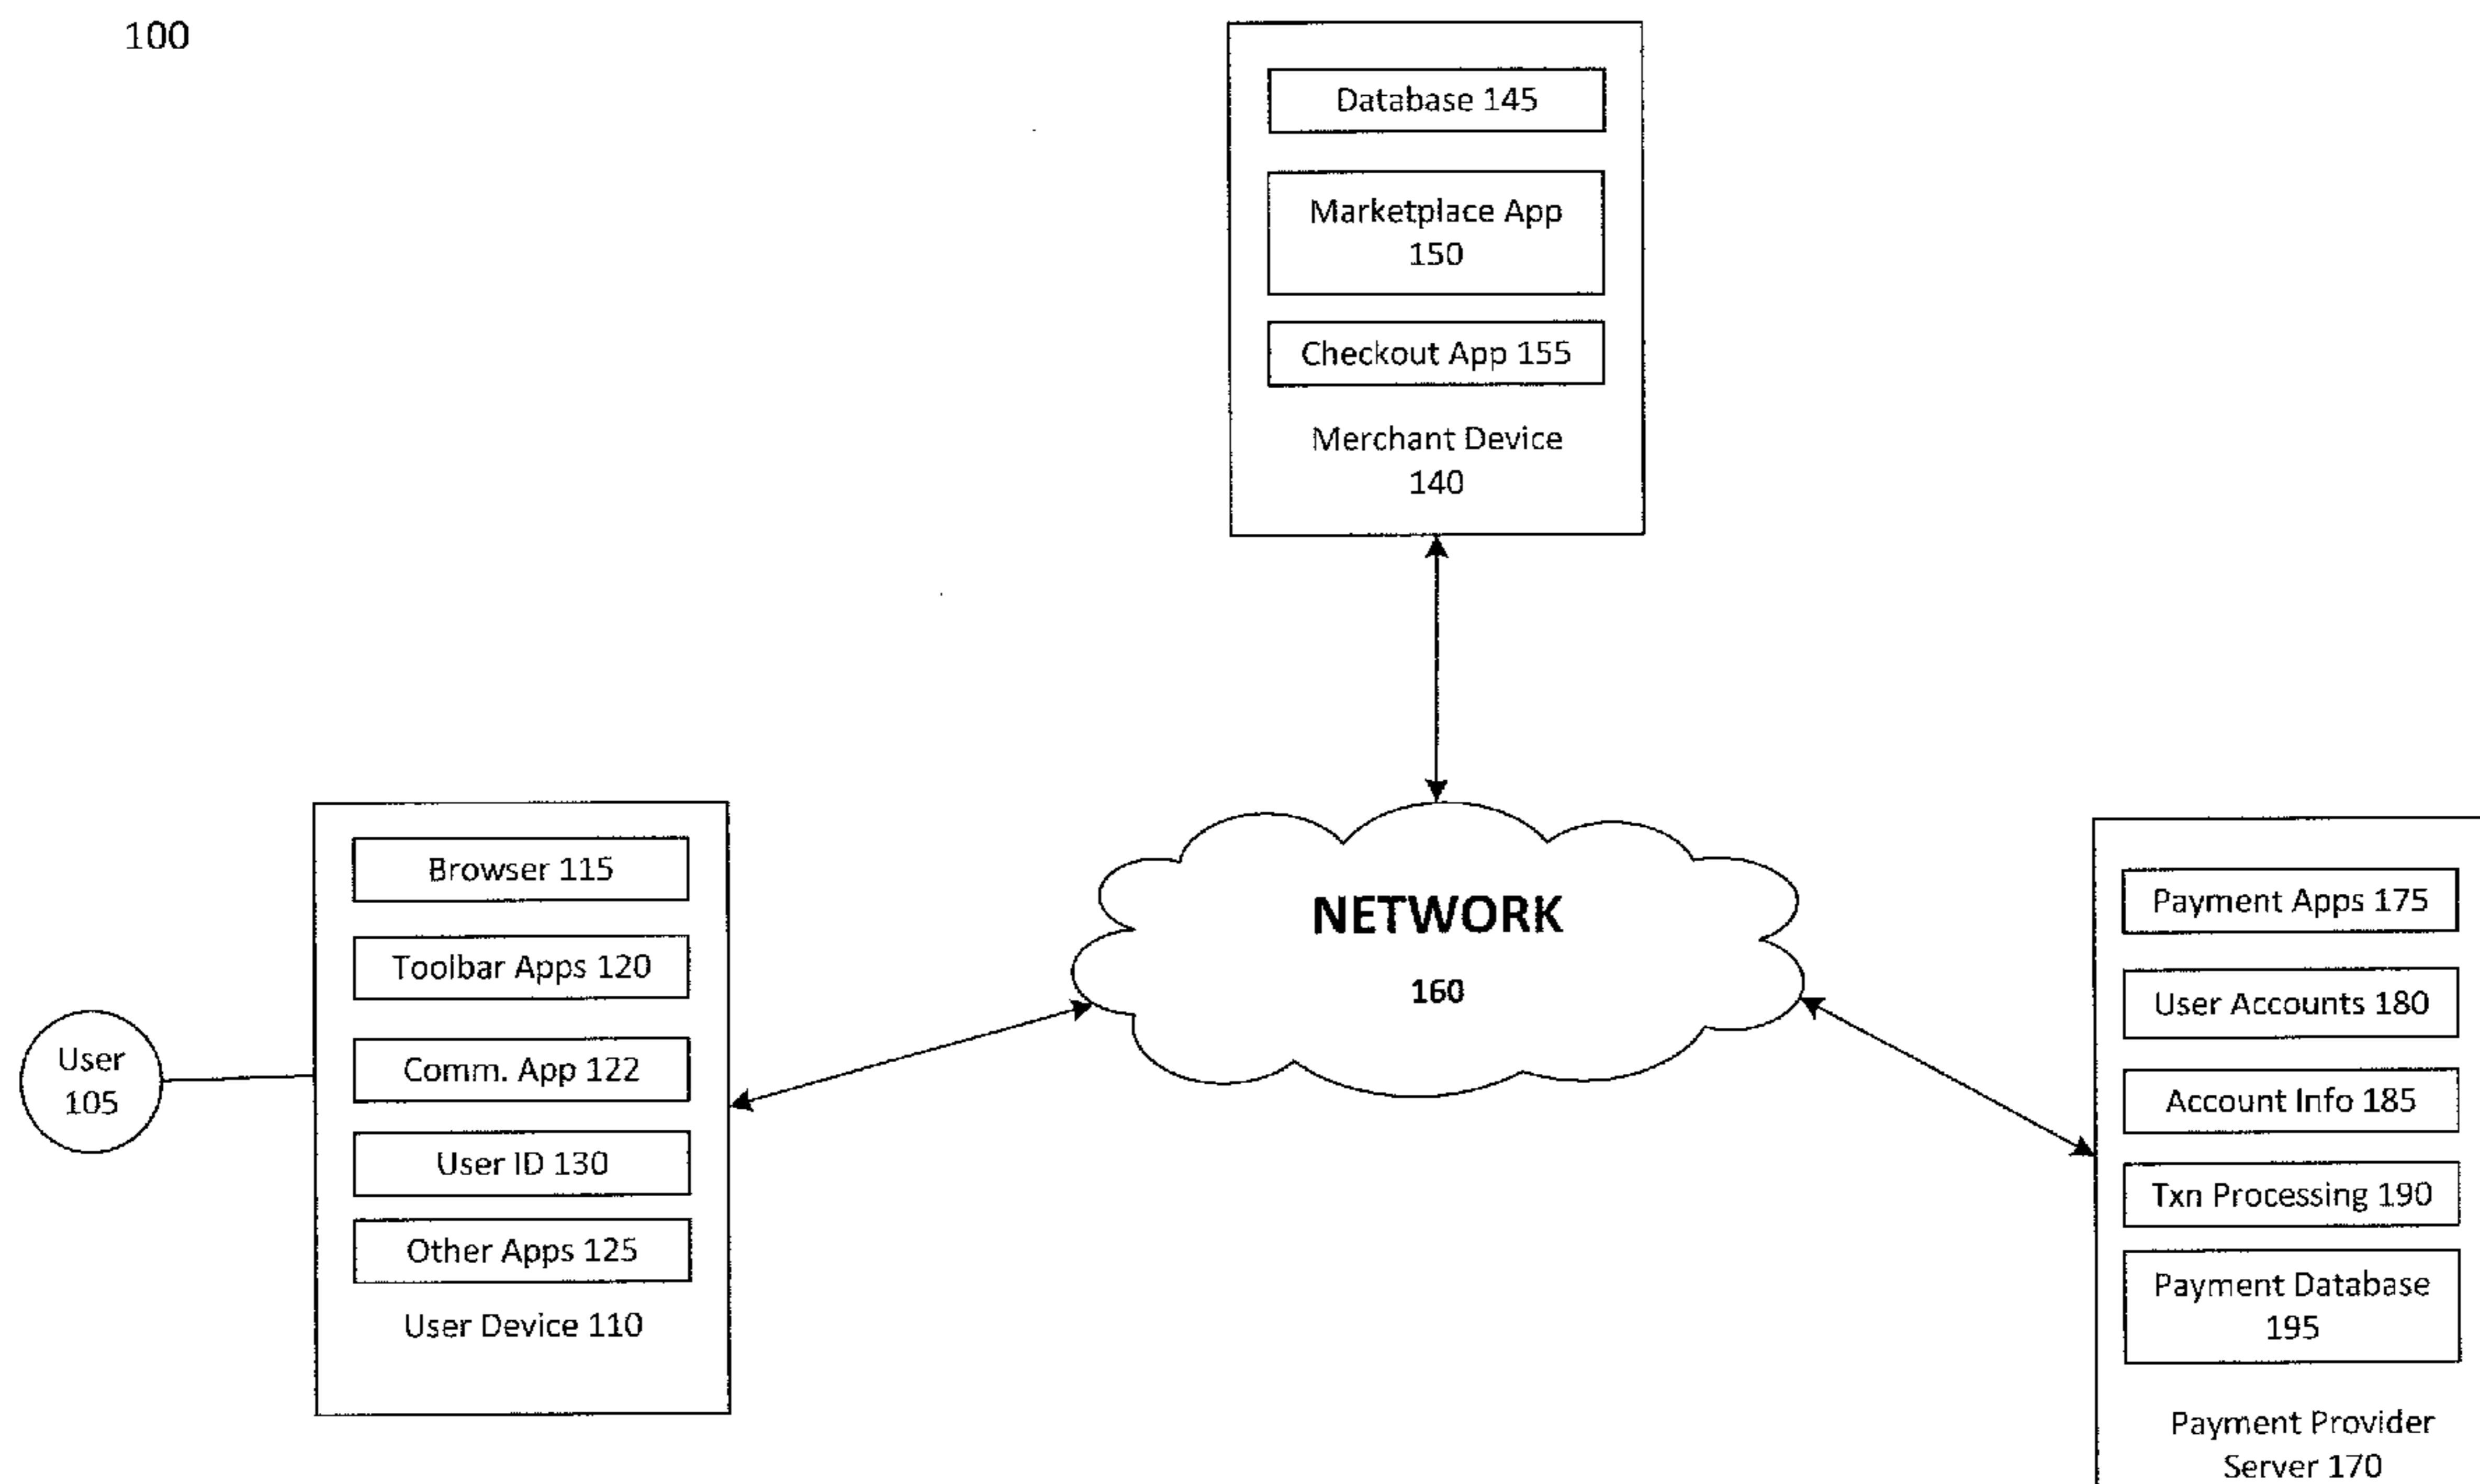 100
Database 145
Marketplace App
150
Checkout App 155
Merchant Device
140
Browser 115
Toolbar Apps 120
Comm. App 122
User ID 130
Other Apps 125
User Device 110
User
105
NETWORK
160
Payment Apps 175
User Accounts 180
Account Info 185
Txn Processing 190
Payment Database
195
Payment Provider
Server 170